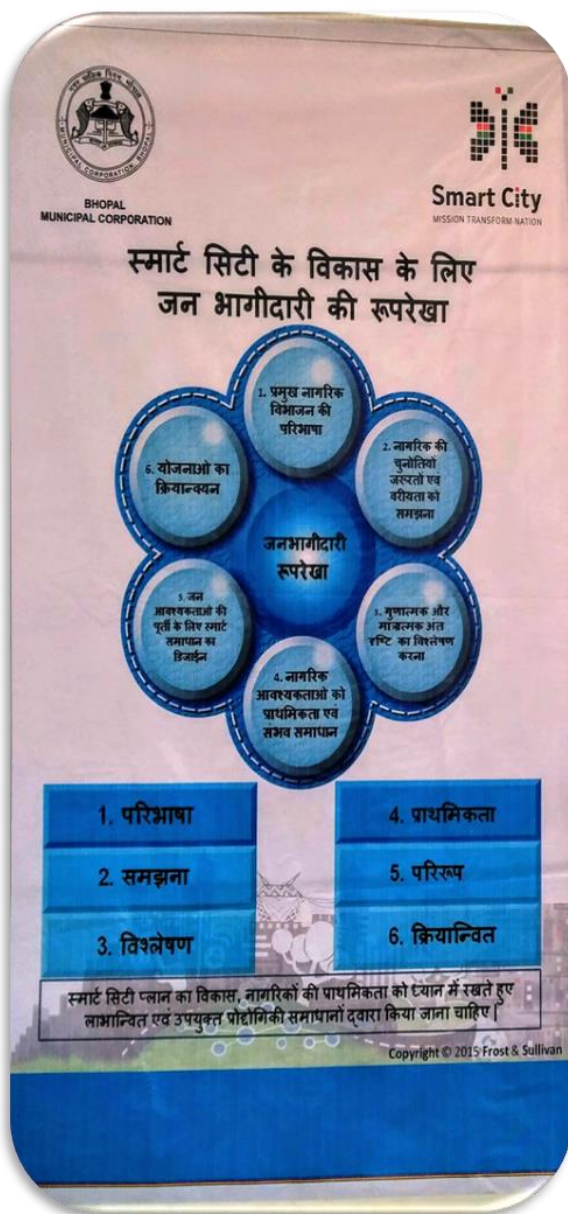 BHOPAL
MUNICIPAL CORPORATION
Smart City
MISSION TRANSFORM-NATION
स्मार्ट सिटी के विकास के लिए
जन भागीदारी की रूपरेखा
1. प्रमुख नागरिक
विभाजन की
परिभाषा
2. नागरिक की
चुनोतियों
जरुरतों एवं
वरीयता को
समझना
3. गुणात्मक और
मात्रात्मक अंत
दृष्टि का विश्लेषण
करना
4. नागरिक
आवश्यकताओ को
प्राथमिकता एवं
संभव समाधान
5. जन
आवश्यकताओ की
पूर्ती के लिए स्मार्ट
समाधान का
डिजाईन
6. योजनाओ का
क्रियान्वयन
जनभागीदारी
रूपरेखा
1. परिभाषा
2. समझना
3. विश्लेषण
4. प्राथमिकता
5. परिरूप
6. क्रियान्वित
स्मार्ट सिटी प्लान का विकास, नागरिकों की प्राथमिकता को ध्यान में रखते हुए
लाभान्वित एवं उपयुक्त प्रोद्योगिकी समाधानों द्वारा किया जाना चाहिए |
Copyright © 2015 Frost & Sullivan